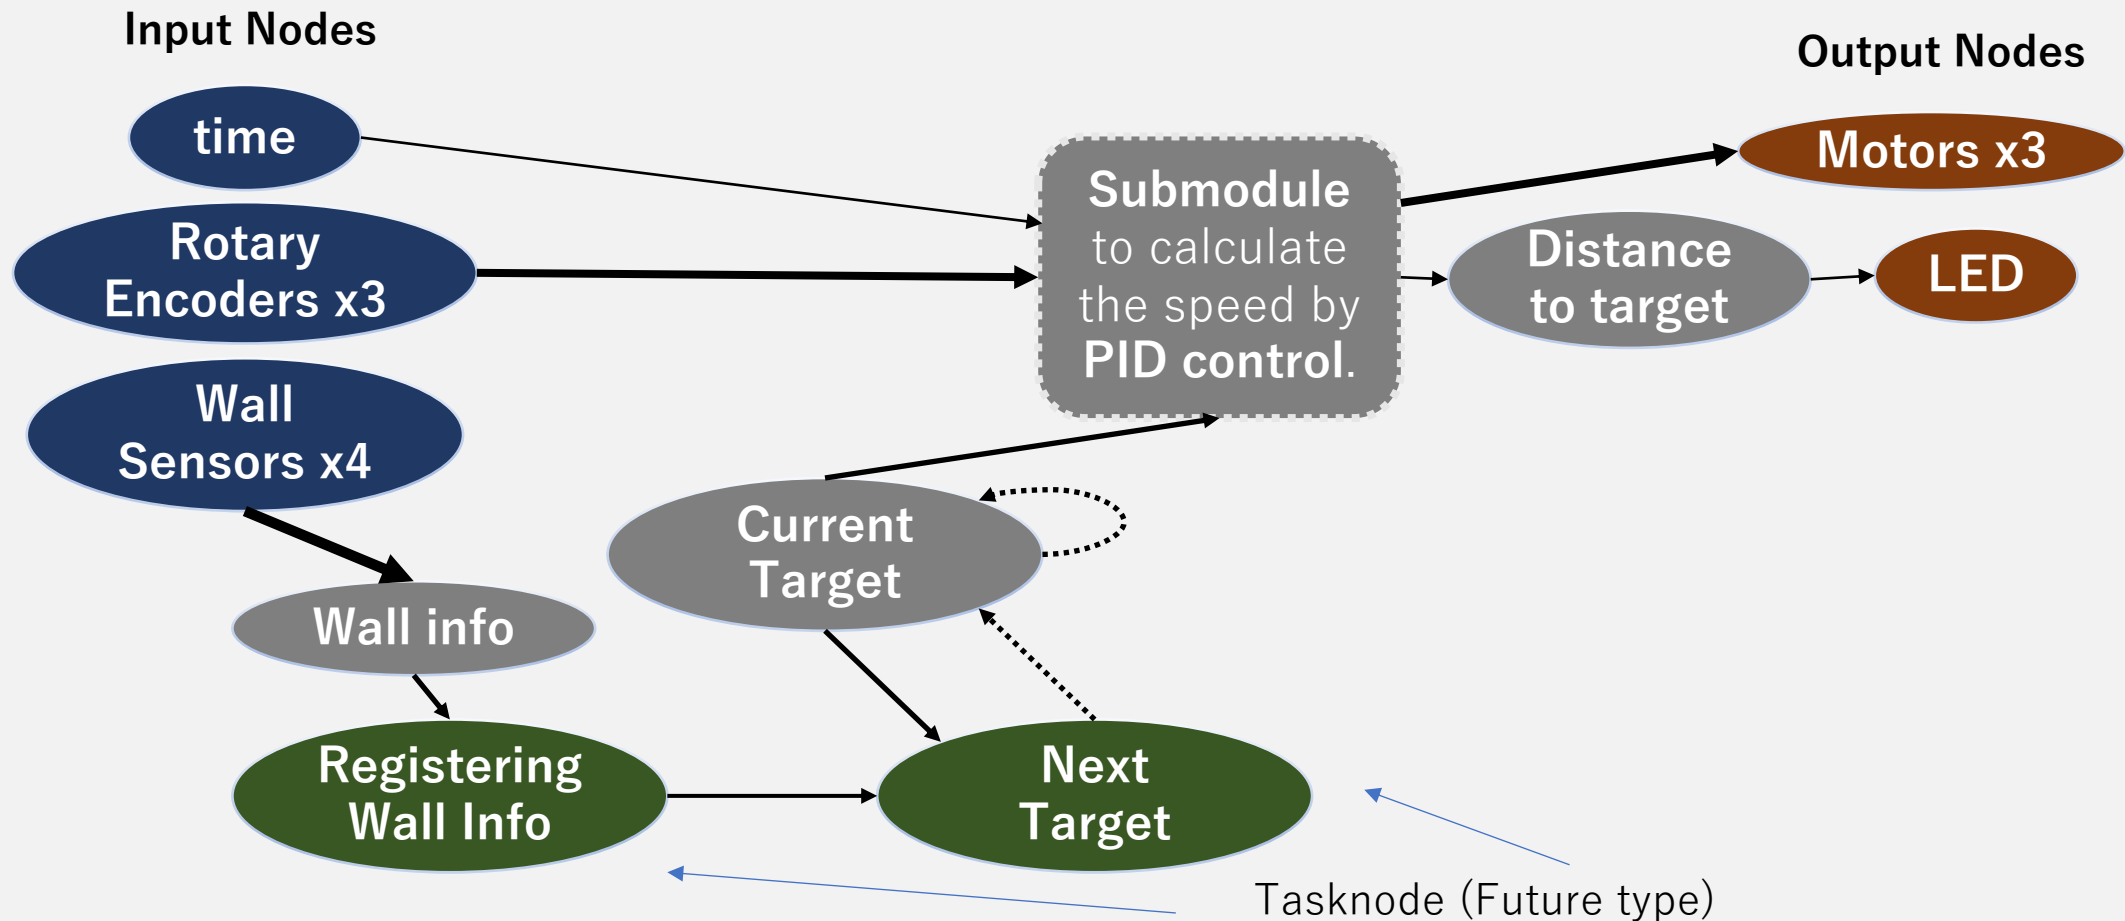 Input Nodes
Output Nodes
time
Motors x3
Rotary
Encoders x3
Submodule
to calculate
the speed by
PID control.
Distance
to target
LED
Wall
Sensors x4
Current
Target
Wall info
Registering
Wall Info
Next
Target
Tasknode (Future type)